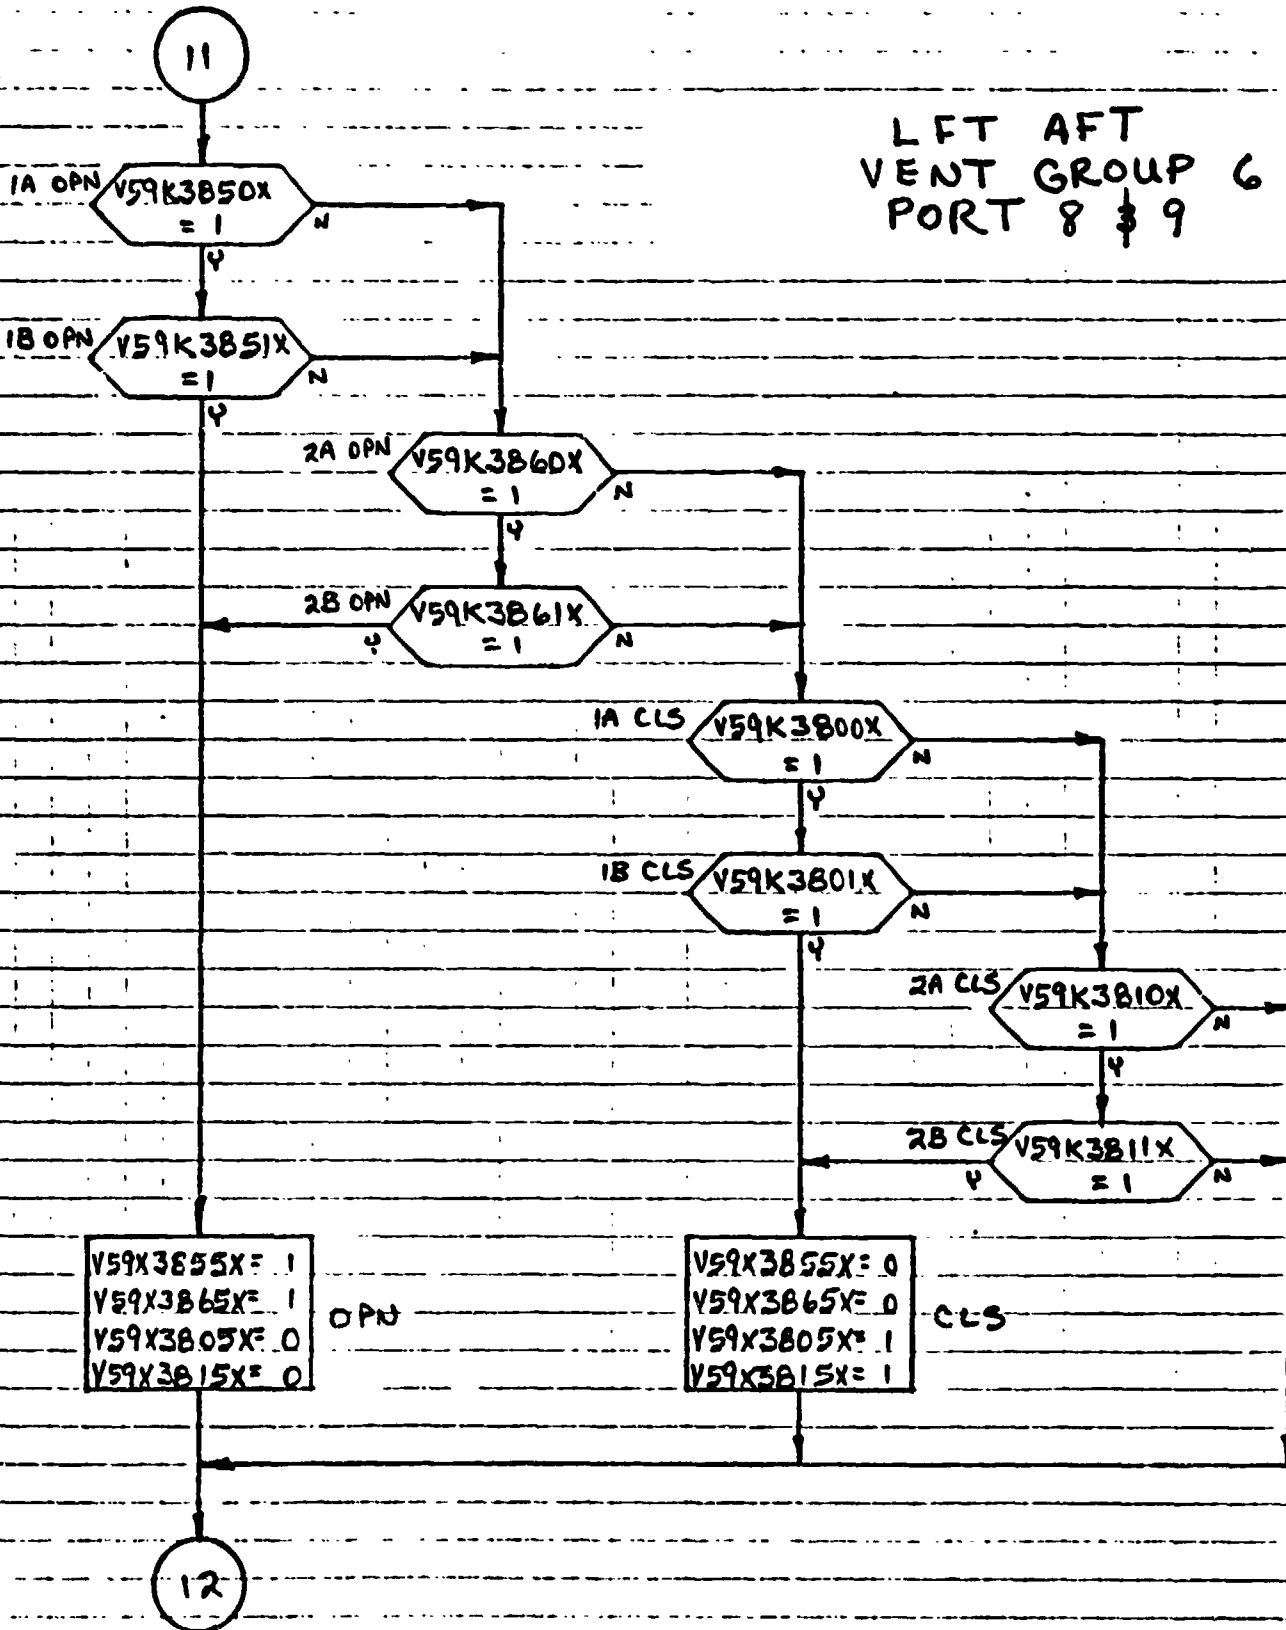 11
LFT AFT
VENT GROUP 6
PORT 8 & 9
1A OPN
V59K3850X
= 1
N
Y
1B OPN
V59K3851X
= 1
N
Y
2A OPN
V59K3860X
= 1
N
Y
2B OPN
V59K3861X
= 1
Y
N
1A CLS
V59K3800X
= 1
N
Y
1B CLS
V59K3801X
= 1
N
Y
2A CLS
V59K3810X
= 1
N
Y
2B CLS
V59K3811X
= 1
Y
N
V59X3855X= 1
V59X3865X= 1
V59X3805X= 0
V59X3815X= 0
OPN
V59X3855X= 0
V59X3865X= 0
V59X3805X= 1
V59X3815X= 1
CLS
12